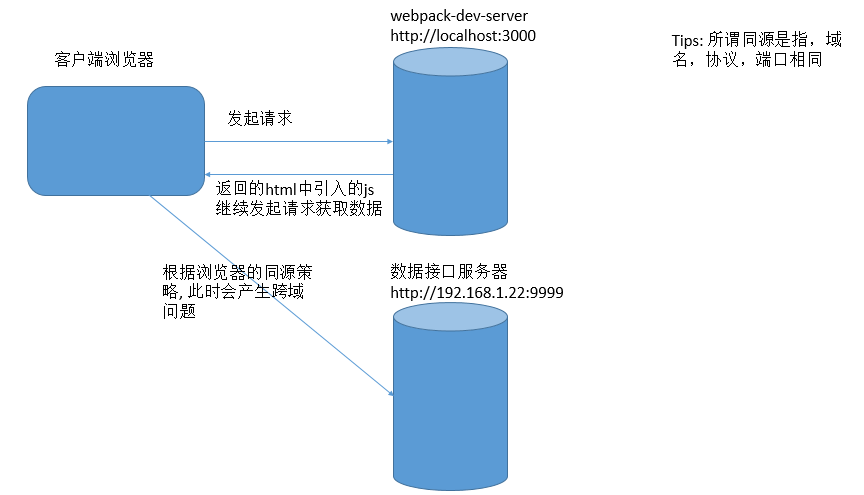 webpack-dev-server
http://localhost:3000
Tips: 所谓同源是指，域
名，协议，端口相同
客户端浏览器
发起请求
返回的html中引入的js
继续发起请求获取数据
根据浏览器的同源策
略, 此时会产生跨域
问题
数据接口服务器
http://192.168.1.22:9999